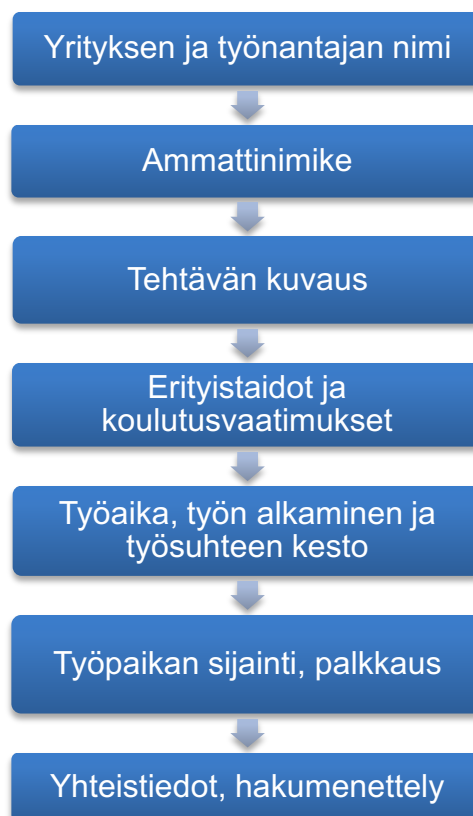 Yrityksen ja työnantajan nimi
Ammattinimike
Tehtävän kuvaus
Erityistaidot ja
koulutusvaatimukset
Työaika, työn alkaminen ja
työsuhteen kesto
Työpaikan sijainti, palkkaus
Yhteistiedot, hakumenettely